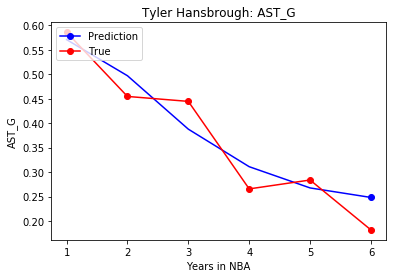 Tyler Hansbrough: AST_G
Prediction
True
0.60
0.55
0.50
0.45
0.40
0.35
0.30
0.25
0.20
AST_G
1 2 3 4 5 6
Years in NBA